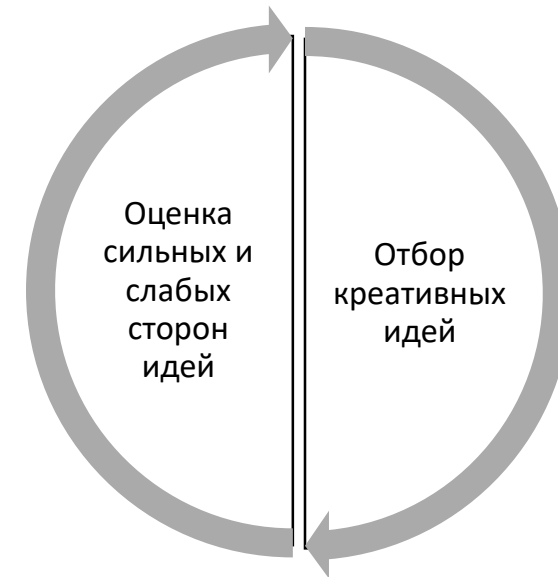 Оценка
сильных и
слабых
сторон
идей
Отбор
креативных
идей